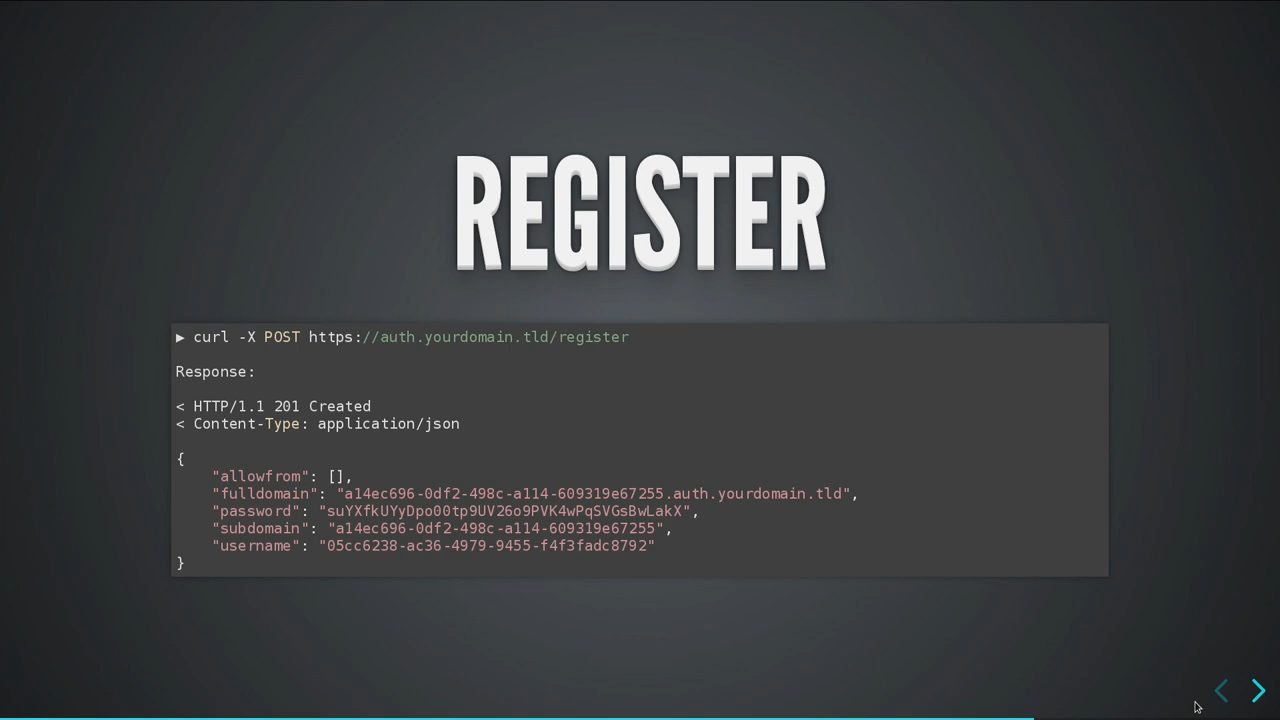 REGISTER
▶ curl -X POST https://auth.yourdomain.tld/register
Response:
< HTTP/1.1 201 Created
< Content-Type: application/json
{
    "allowfrom": [],
    "fulldomain": "a14ec696-0df2-498c-a114-609319e67255.auth.yourdomain.tld",
    "password": "suYXfkUYyDpo00tp9UV26o9PVK4wPqSVGsBwLakX",
    "subdomain": "a14ec696-0df2-498c-a114-609319e67255",
    "username": "05cc6238-ac36-4979-9455-f4f3fadc8792"
}